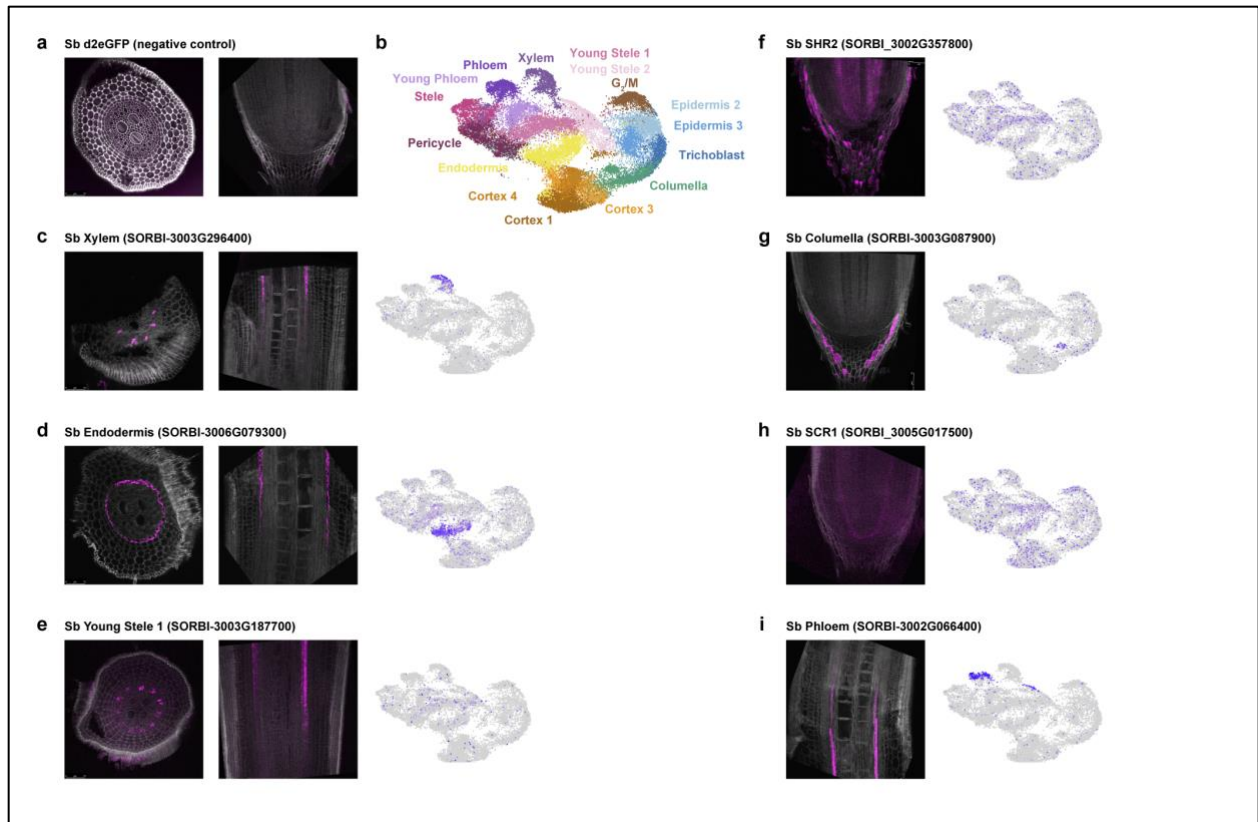 a Sb d2eGFP (negative control)
b
Phloem
Xylem
Young Stele 1
Young Stele 2
Young Phloem
G₂/M
Stele
Epidermis 2
Epidermis 3
Pericycle
Trichoblast
Endodermis
Columella
Cortex 4
Cortex 3
Cortex 1
c Sb Xylem (SORBI-3003G296400)
d Sb Endodermis (SORBI-3006G079300)
e Sb Young Stele 1 (SORBI-3003G187700)
f Sb SHR2 (SORBI_3002G357800)
g Sb Columella (SORBI-3003G087900)
h Sb SCR1 (SORBI_3005G017500)
i Sb Phloem (SORBI-3002G066400)